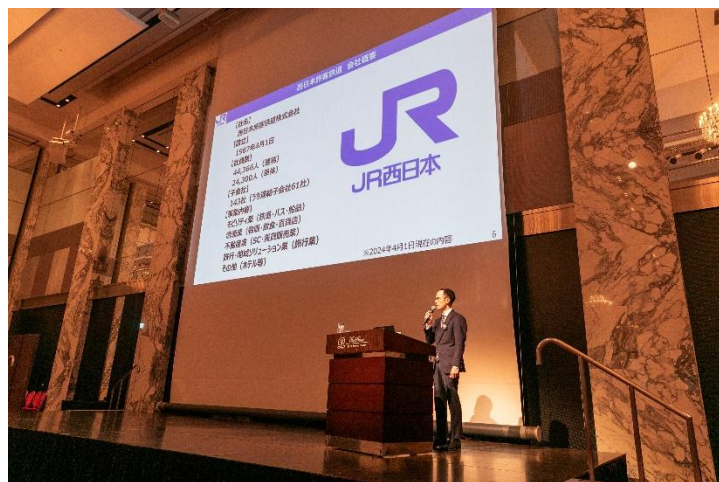 西日本旅客鉄道 会社概要
JR
【社名】
西日本旅客鉄道株式会社
【設立】
1987年4月1日
【社員数】
44,366人（連結）
24,300人（単体）
【子会社】
143社（うち連結子会社61社）
【事業内容】
モビリティ業（鉄道・バス・船舶）
流通業（物販・飲食・百貨店）
不動産業（SC・賃貸販売業）
旅行・地域ソリューション業（旅行業）
その他（ホテル等）
JR
JR西日本
※2024年4月1日現在の内容
6